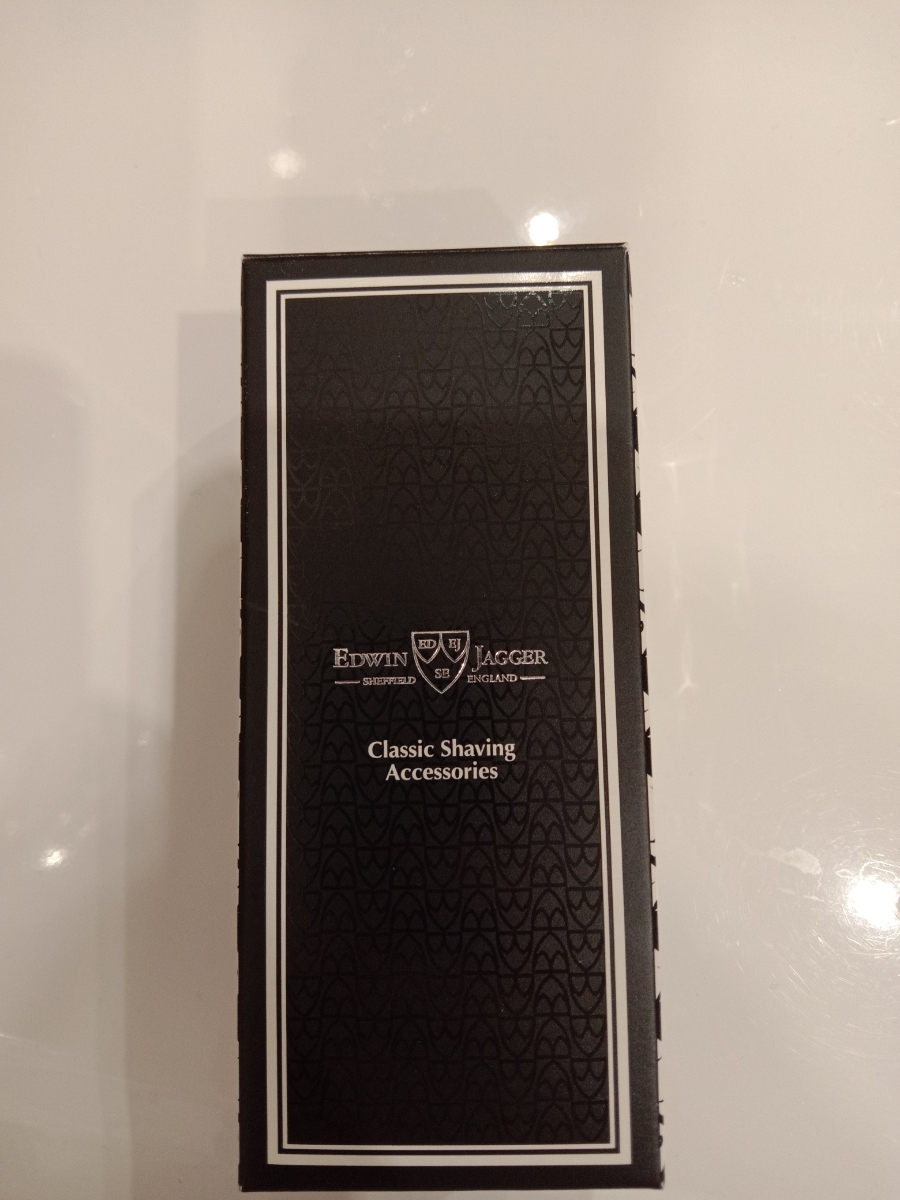 EDWIN ED EJ JAGGER
SHEFFIELD SB ENGLAND
Classic Shaving
Accessories